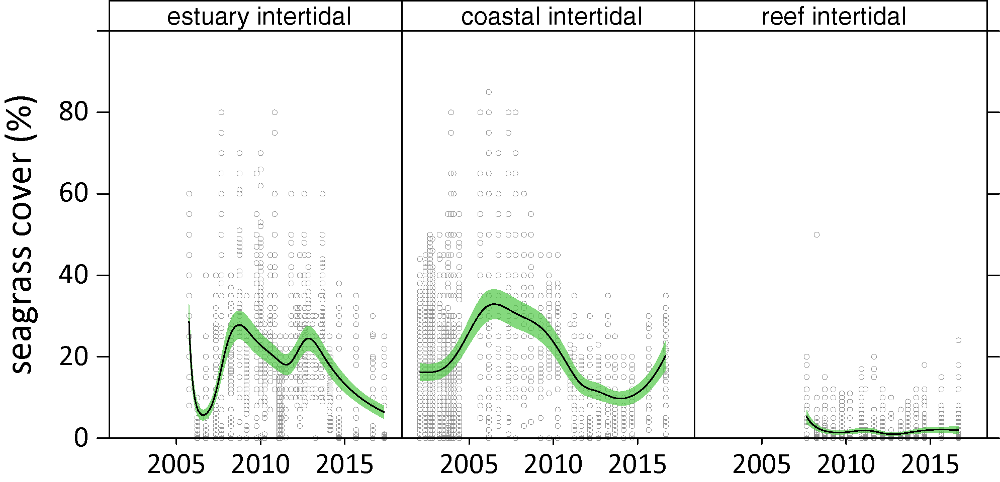 estuary intertidal
coastal intertidal
reef intertidal
seagrass cover (%)
80
60
40
20
0
2005 2010 2015
2005 2010 2015
2005 2010 2015